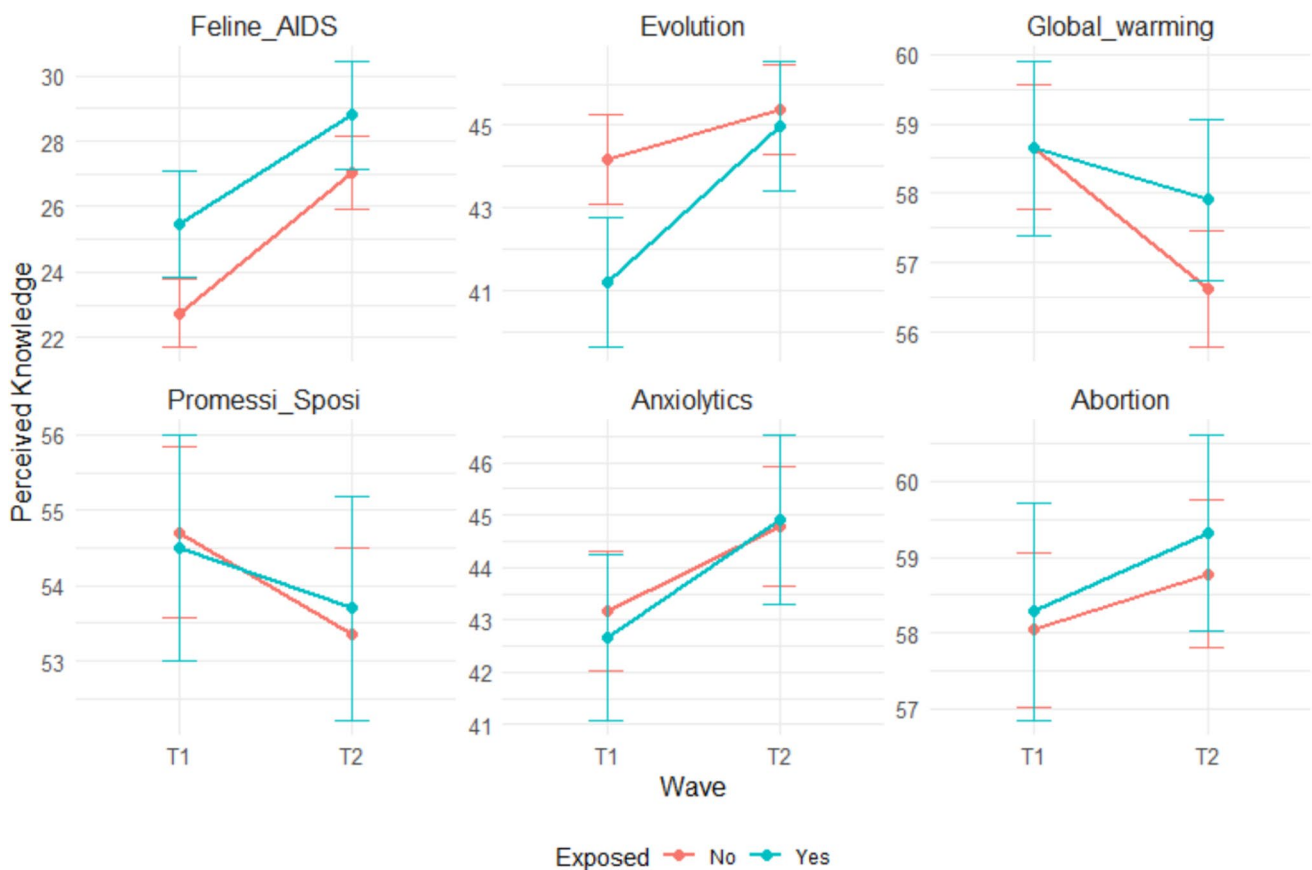 Feline_AIDS
Evolution
Global_warming
30
28
26
24
22
45
43
41
60
59
58
57
56
Perceived Knowledge
Promessi_Sposi
Anxiolytics
Abortion
56
55
54
53
46
45
44
43
42
41
60
59
58
57
T1 T2
T1 T2
T1 T2
Wave
Exposed No Yes